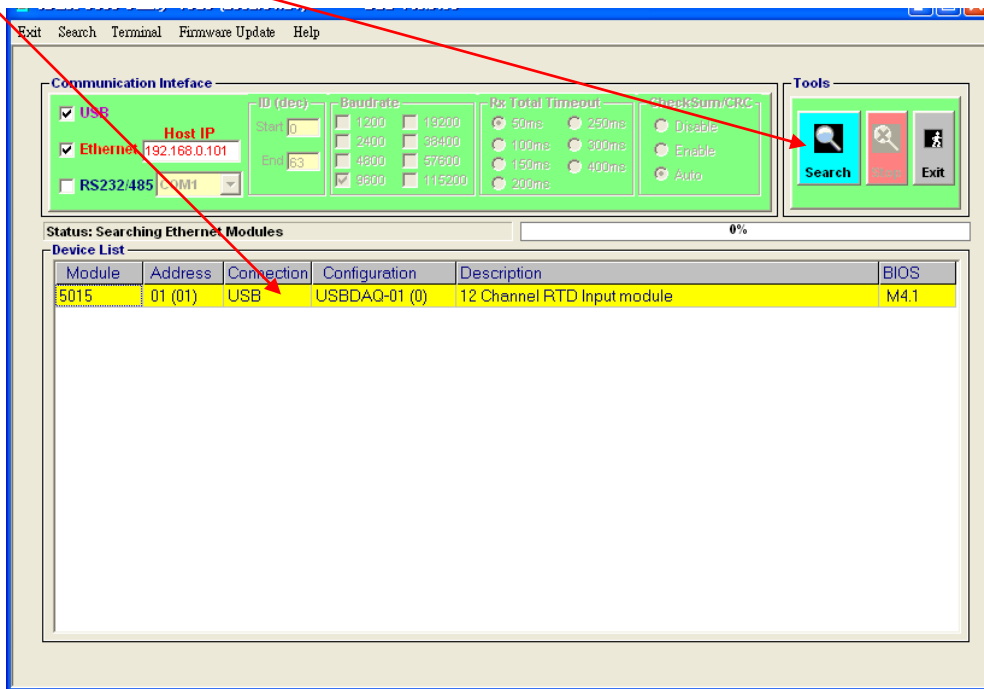 Exit Search Terminal Firmware Update Help
Communication Inteface
Tools
USB
Host IP
Ethernet 192.168.0.101
RS232/485 COM1
ID (dec)
Start 0
End 63
Baudrate
1200 19200
2400 38400
4800 57600
9600 115200
Rx Total Timeout
50ms 250ms
100ms 300ms
150ms 400ms
200ms
CheckSum/CRC
Disable
Enable
Auto
Search Stop Exit
Status: Searching Ethernet Modules
0%
Device List
Module Address Connection Configuration Description BIOS
5015 01 (01) USB USBDAQ-01 (0) 12 Channel RTD Input module M4.1